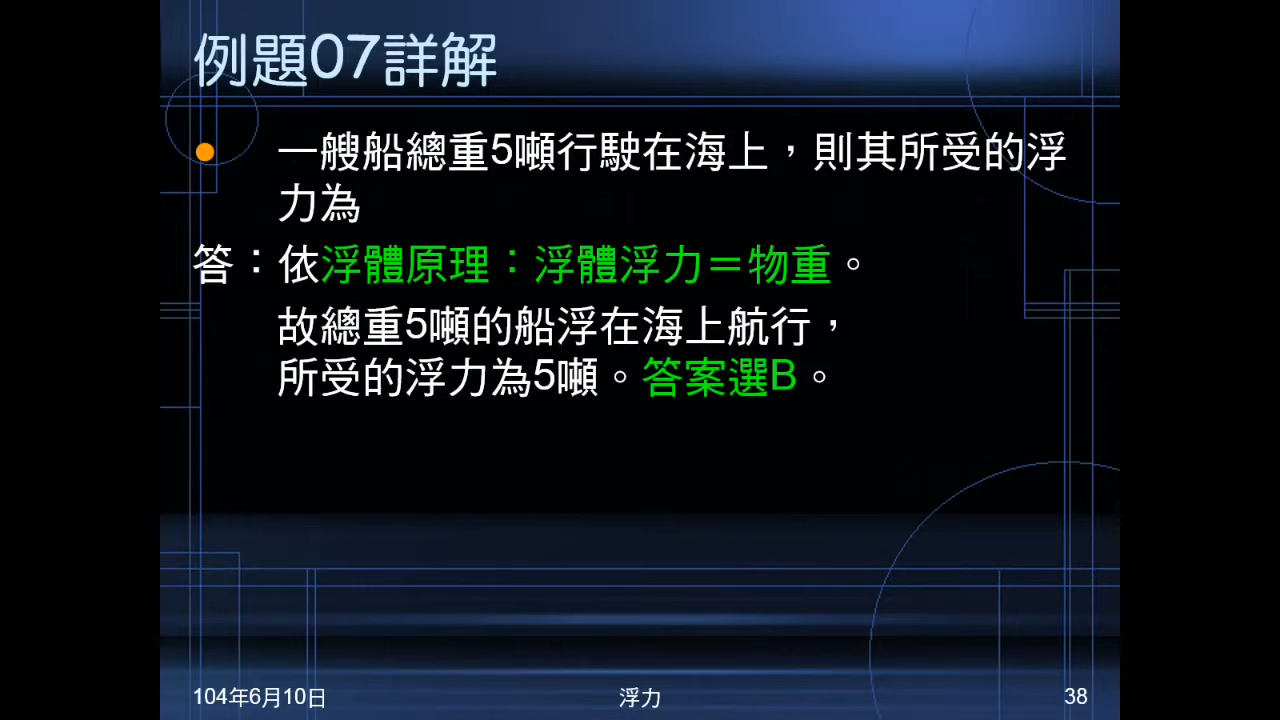 例題07詳解
一艘船總重5噸行駛在海上，則其所受的浮
力為
答：依浮體原理：浮體浮力＝物重。
故總重5噸的船浮在海上航行，
所受的浮力為5噸。答案選B。
104年6月10日
浮力
38